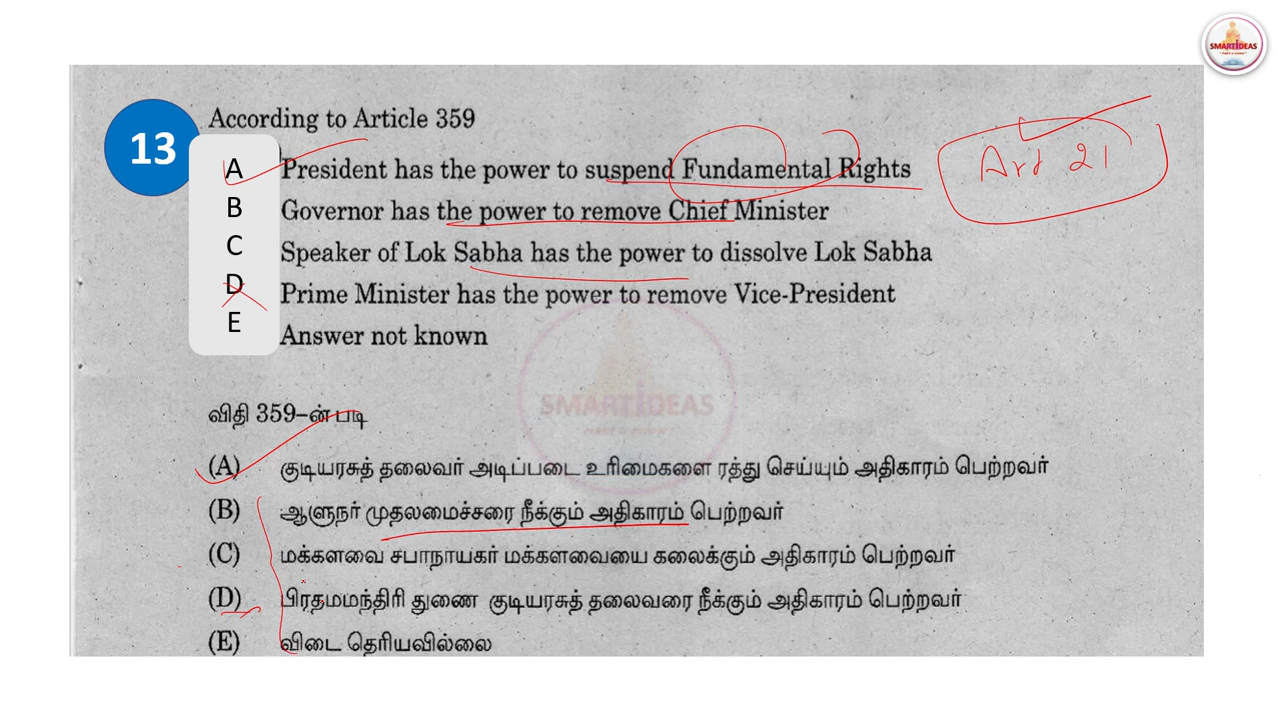 SMARTIDEAS
13
According to Article 359
A President has the power to suspend Fundamental Rights
Art 21
B Governor has the power to remove Chief Minister
C Speaker of Lok Sabha has the power to dissolve Lok Sabha
D Prime Minister has the power to remove Vice-President
E Answer not known
SMARTIDEAS
விதி 359-ன் படி
(A) குடியரசுத் தலைவர் அடிப்படை உரிமைகளை ரத்து செய்யும் அதிகாரம் பெற்றவர்
(B) ஆளுநர் முதலமைச்சரை நீக்கும் அதிகாரம் பெற்றவர்
(C) மக்களவை சபாநாயகர் மக்களவையை கலைக்கும் அதிகாரம் பெற்றவர்
(D) பிரதமமந்திரி துணை குடியரசுத் தலைவரை நீக்கும் அதிகாரம் பெற்றவர்
(E) விடை தெரியவில்லை